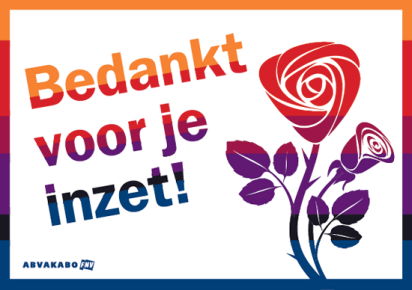 Bedankt
voor je
inzet!
ABVAKABO FNV